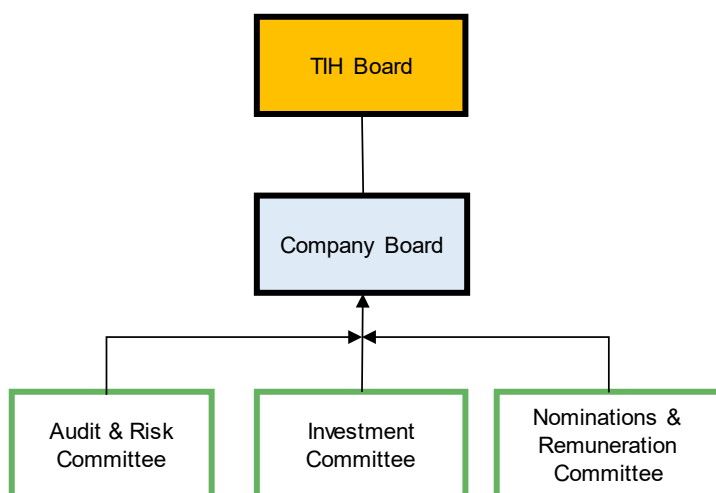 TIH Board
Company Board
Audit & Risk
Committee
Investment
Committee
Nominations &
Remuneration
Committee